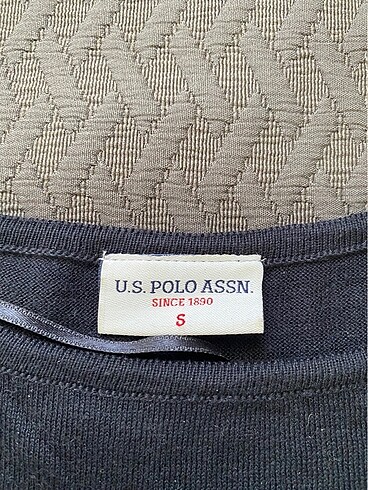 U.S. POLO ASSN.
SINCE 1890
S